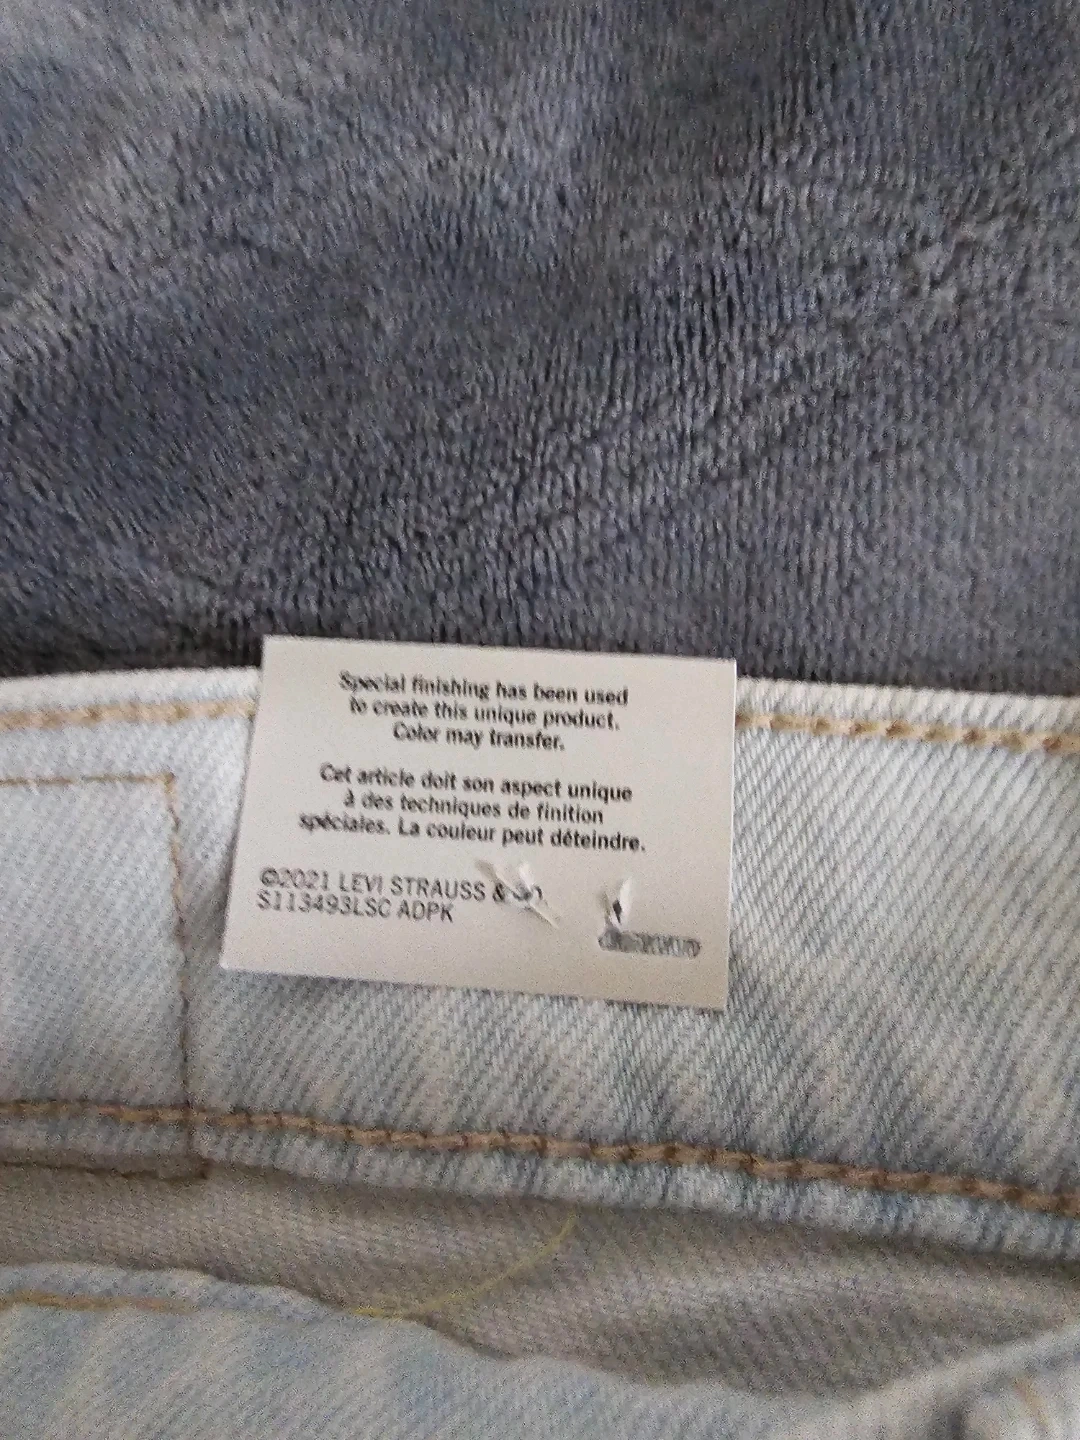 Special finishing has been used
to create this unique product.
Color may transfer.
Cet article doit son aspect unique
à des techniques de finition
spéciales. La couleur peut déteindre.
©2021 LEVI STRAUSS &
S113493LSC ADPK